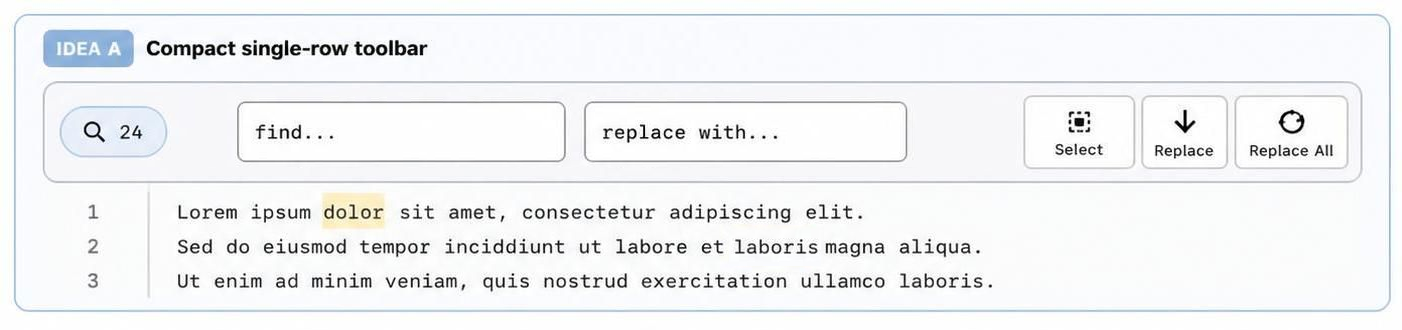 IDEA A Compact single-row toolbar
24 find... replace with... Select Replace Replace All
1 Lorem ipsum dolor sit amet, consectetur adipiscing elit.
2 Sed do eiusmod tempor inciddiunt ut labore et laboris magna aliqua.
3 Ut enim ad minim veniam, quis nostrud exercitation ullamco laboris.